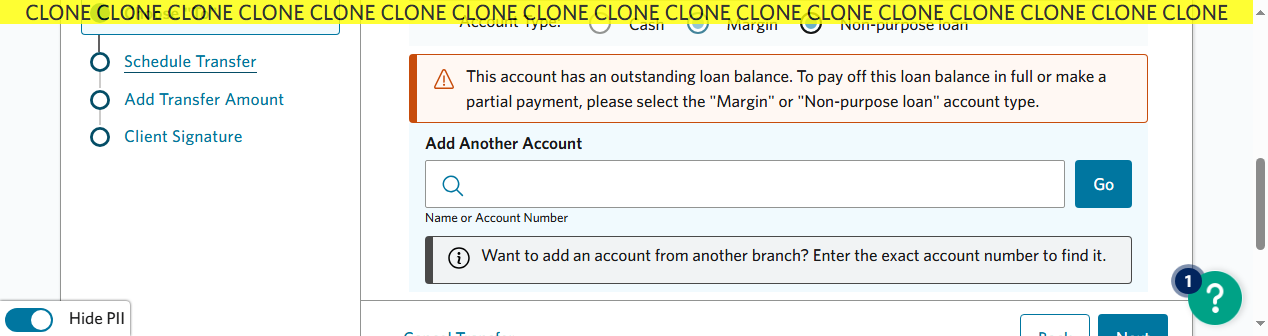 CLONE CLONE CLONE CLONE CLONE CLONE CLONE CLONE CLONE CLONE CLONE CLONE CLONE CLONE CLONE CLONE CLONE
Account Type: Cash Margin Non-purpose loan
Schedule Transfer
Add Transfer Amount
Client Signature
This account has an outstanding loan balance. To pay off this loan balance in full or make a
partial payment, please select the "Margin" or "Non-purpose loan" account type.
Add Another Account
Go
Name or Account Number
Want to add an account from another branch? Enter the exact account number to find it.
1
?
Hide PII
Cancel Transfer
Back
Next